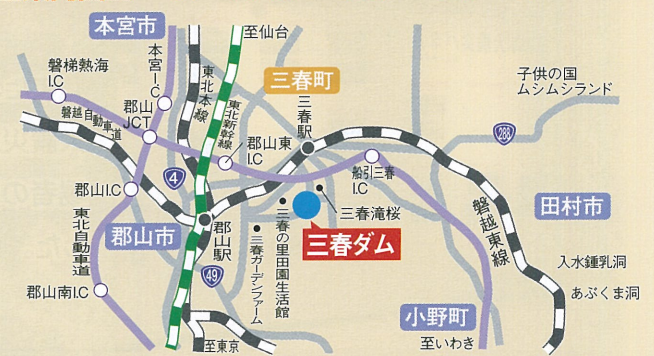 本宮市
至仙台
磐梯熱海
I.C
本宮I・C
東北本線
三春町
子供の国
ムシムシランド
郡山
JCT
磐越自動車道
東北新幹線
三春駅
288
郡山東
I.C
4
船引三春
I.C
郡山I.C
三春滝桜
田村市
東北自動車道
郡山市
郡山駅
三春の里田園生活館
三春ダム
磐越東線
三春ガーデンファーム
49
入水鍾乳洞
あぶくま洞
郡山南I.C
小野町
至東京
至いわき